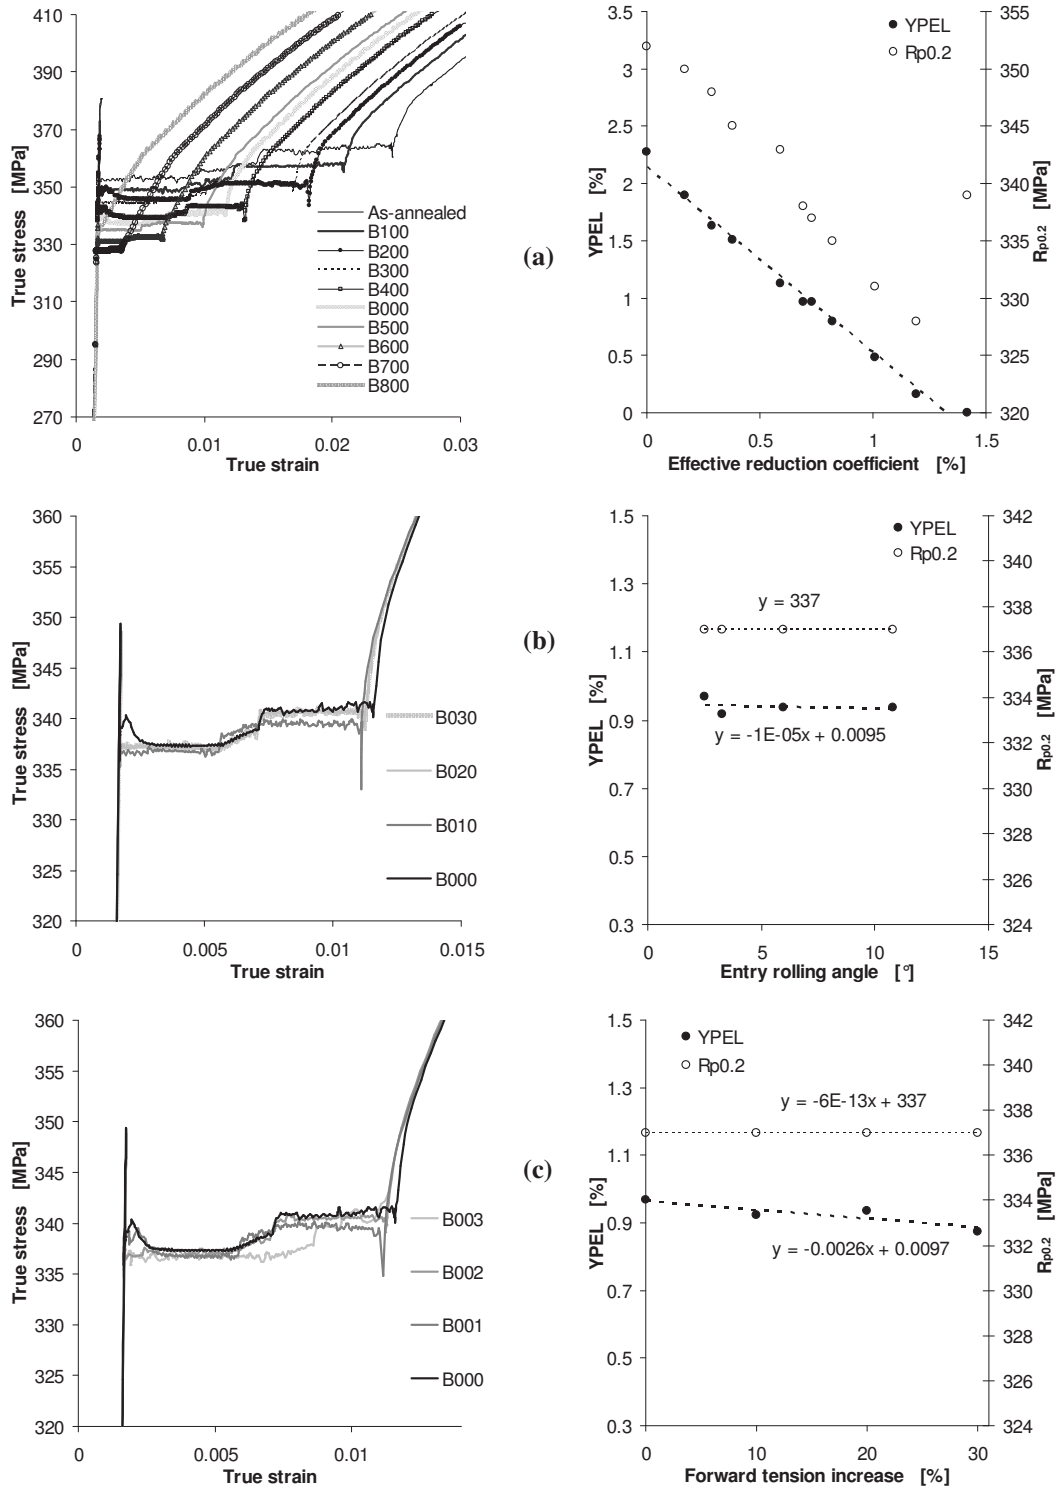 410
390
370
350
330
310
290
270
True stress [MPa]
0
0.01
0.02
0.03
True strain
As-annealed
B100
B200
B300
B400
B000
B500
B600
B700
B800
(a)
3.5
3
2.5
2
1.5
1
0.5
0
YPEL [%]
YPEL
Rp0.2
355
350
345
340
335
330
325
320
Rp0.2 [MPa]
0
0.5
1
1.5
Effective reduction coefficient [%]
360
355
350
345
340
335
330
325
320
True stress [MPa]
0
0.005
0.01
0.015
True strain
B030
B020
B010
B000
(b)
1.5
1.3
1.1
0.9
0.7
0.5
0.3
YPEL [%]
YPEL
Rp0.2
y = 337
y = -1E-05x + 0.0095
342
340
338
336
334
332
330
328
326
324
Rp0.2 [MPa]
0
5
10
15
Entry rolling angle [°]
360
355
350
345
340
335
330
325
320
True stress [MPa]
0
0.005
0.01
True strain
B003
B002
B001
B000
(c)
1.5
1.3
1.1
0.9
0.7
0.5
0.3
YPEL [%]
YPEL
Rp0.2
y = -6E-13x + 337
y = -0.0026x + 0.0097
342
340
338
336
334
332
330
328
326
324
Rp0.2 [MPa]
0
10
20
30
Forward tension increase [%]